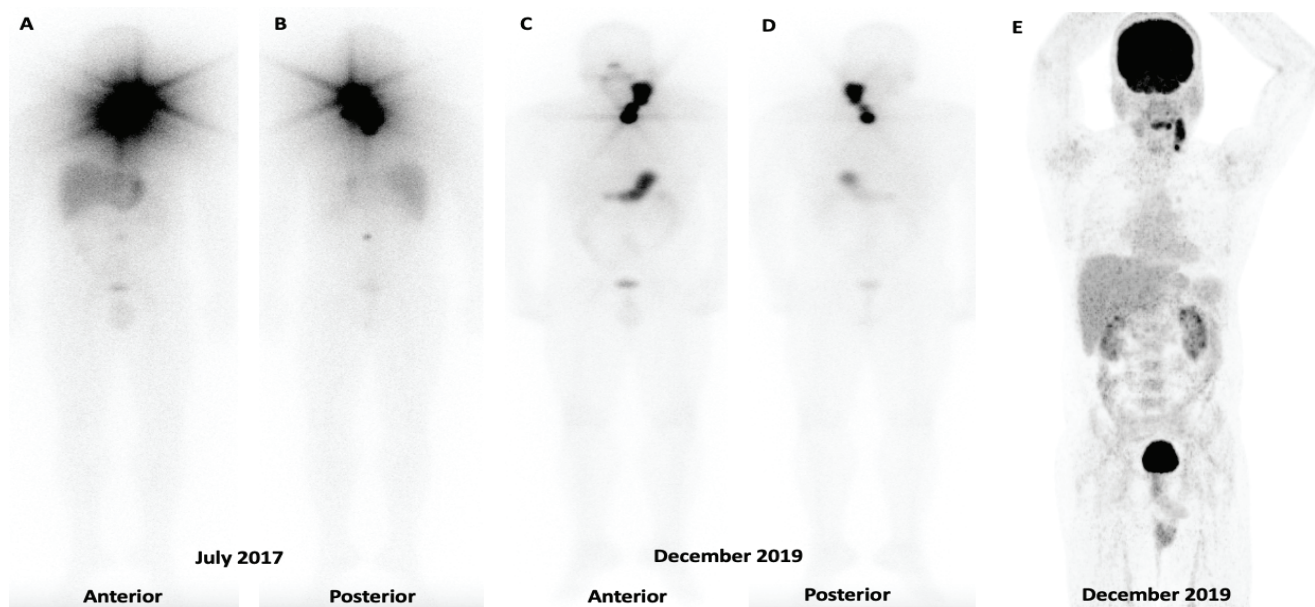 A
B
C
D
E
July 2017
December 2019
Anterior
Posterior
Anterior
Posterior
December 2019